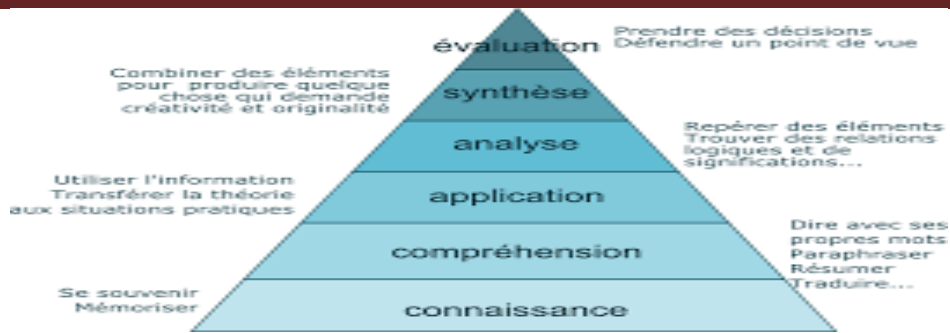 évaluation
Prendre des décisions
Défendre un point de vue
Combiner des éléments
pour produire quelque
chose qui demande
créativité et originalité
synthèse
analyse
Repérer des éléments
Trouver des relations
logiques et de
significations...
Utiliser l'information
Transférer la théorie
aux situations pratiques
application
Dire avec ses
propres mots
Paraphraser
Résumer
Traduire...
compréhension
Se souvenir
Mémoriser
connaissance